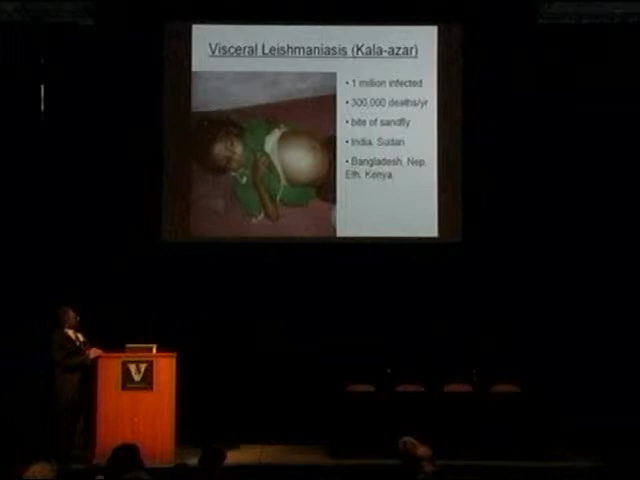 Visceral Leishmaniasis (Kala-azar)
• 1 million infected
• 300,000 deaths/yr
• bite of sandfly
• India, Sudan
• Bangladesh, Nep,
Eth, Kenya
V